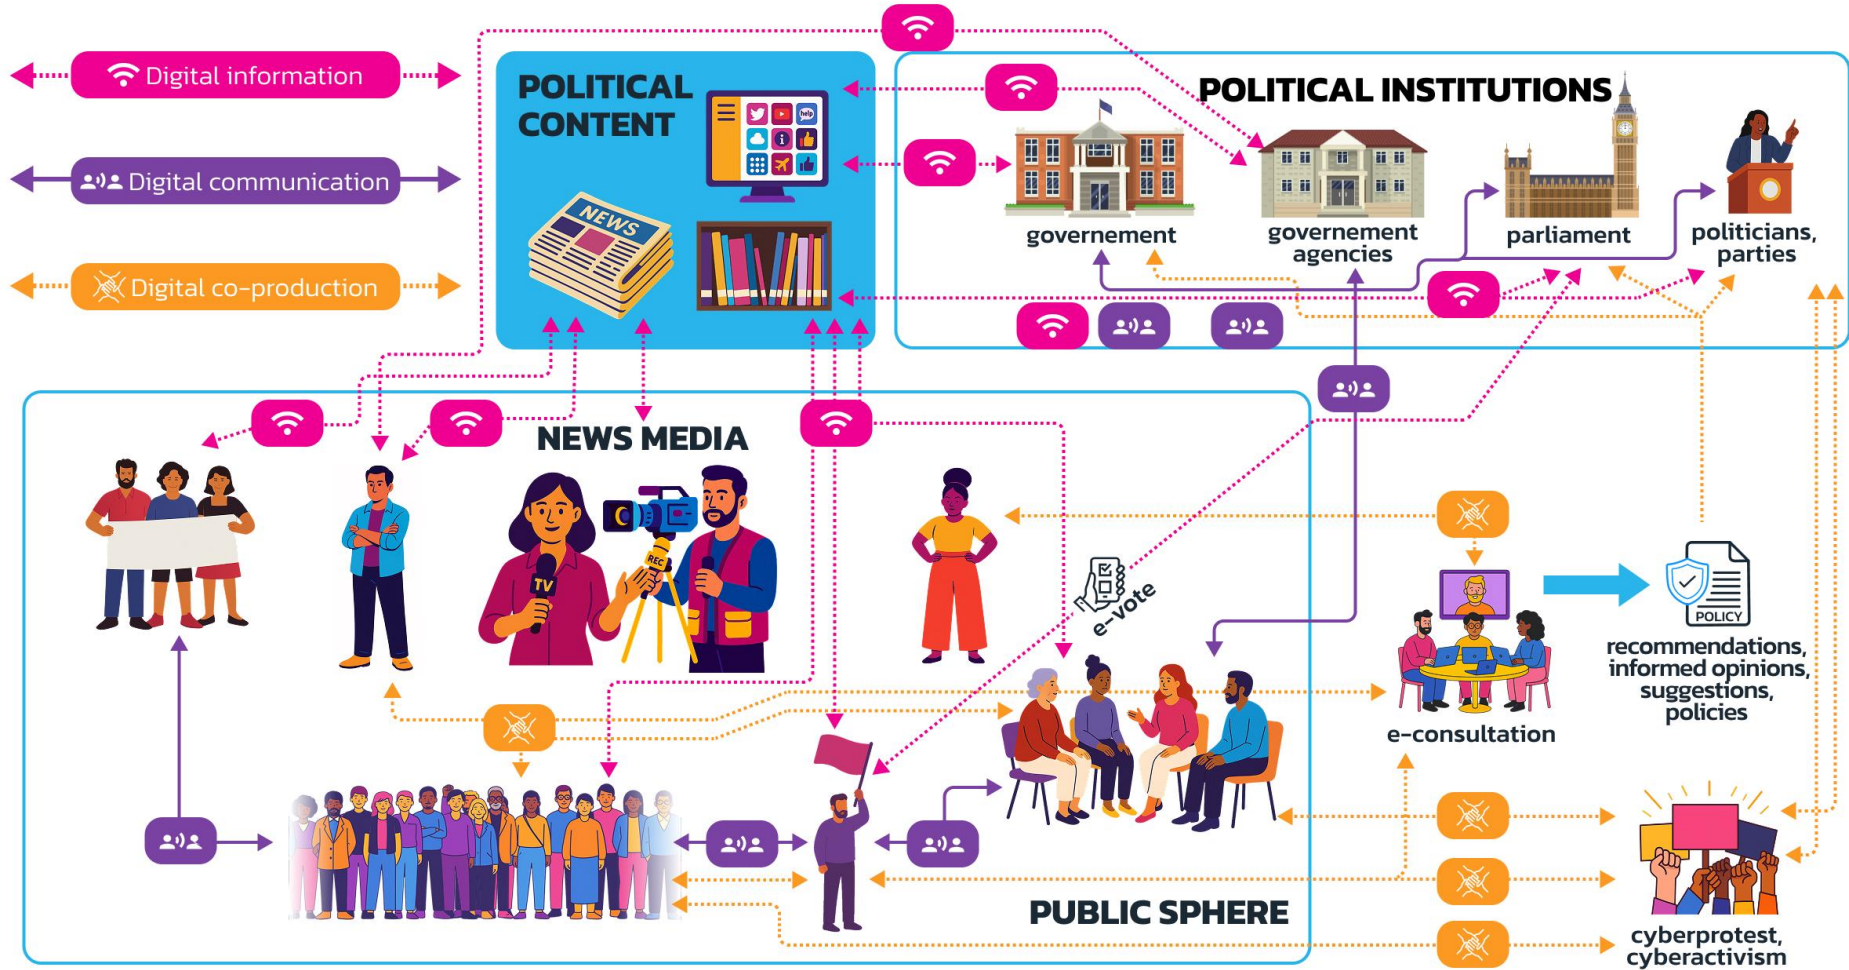 Digital information
Digital communication
Digital co-production
POLITICAL
CONTENT
help
NEWS
POLITICAL INSTITUTIONS
governement
governement
agencies
parliament
politicians,
parties
NEWS MEDIA
TV
REC
e-vote
POLICY
recommendations,
informed opinions,
suggestions,
policies
e-consultation
PUBLIC SPHERE
cyberprotest,
cyberactivism